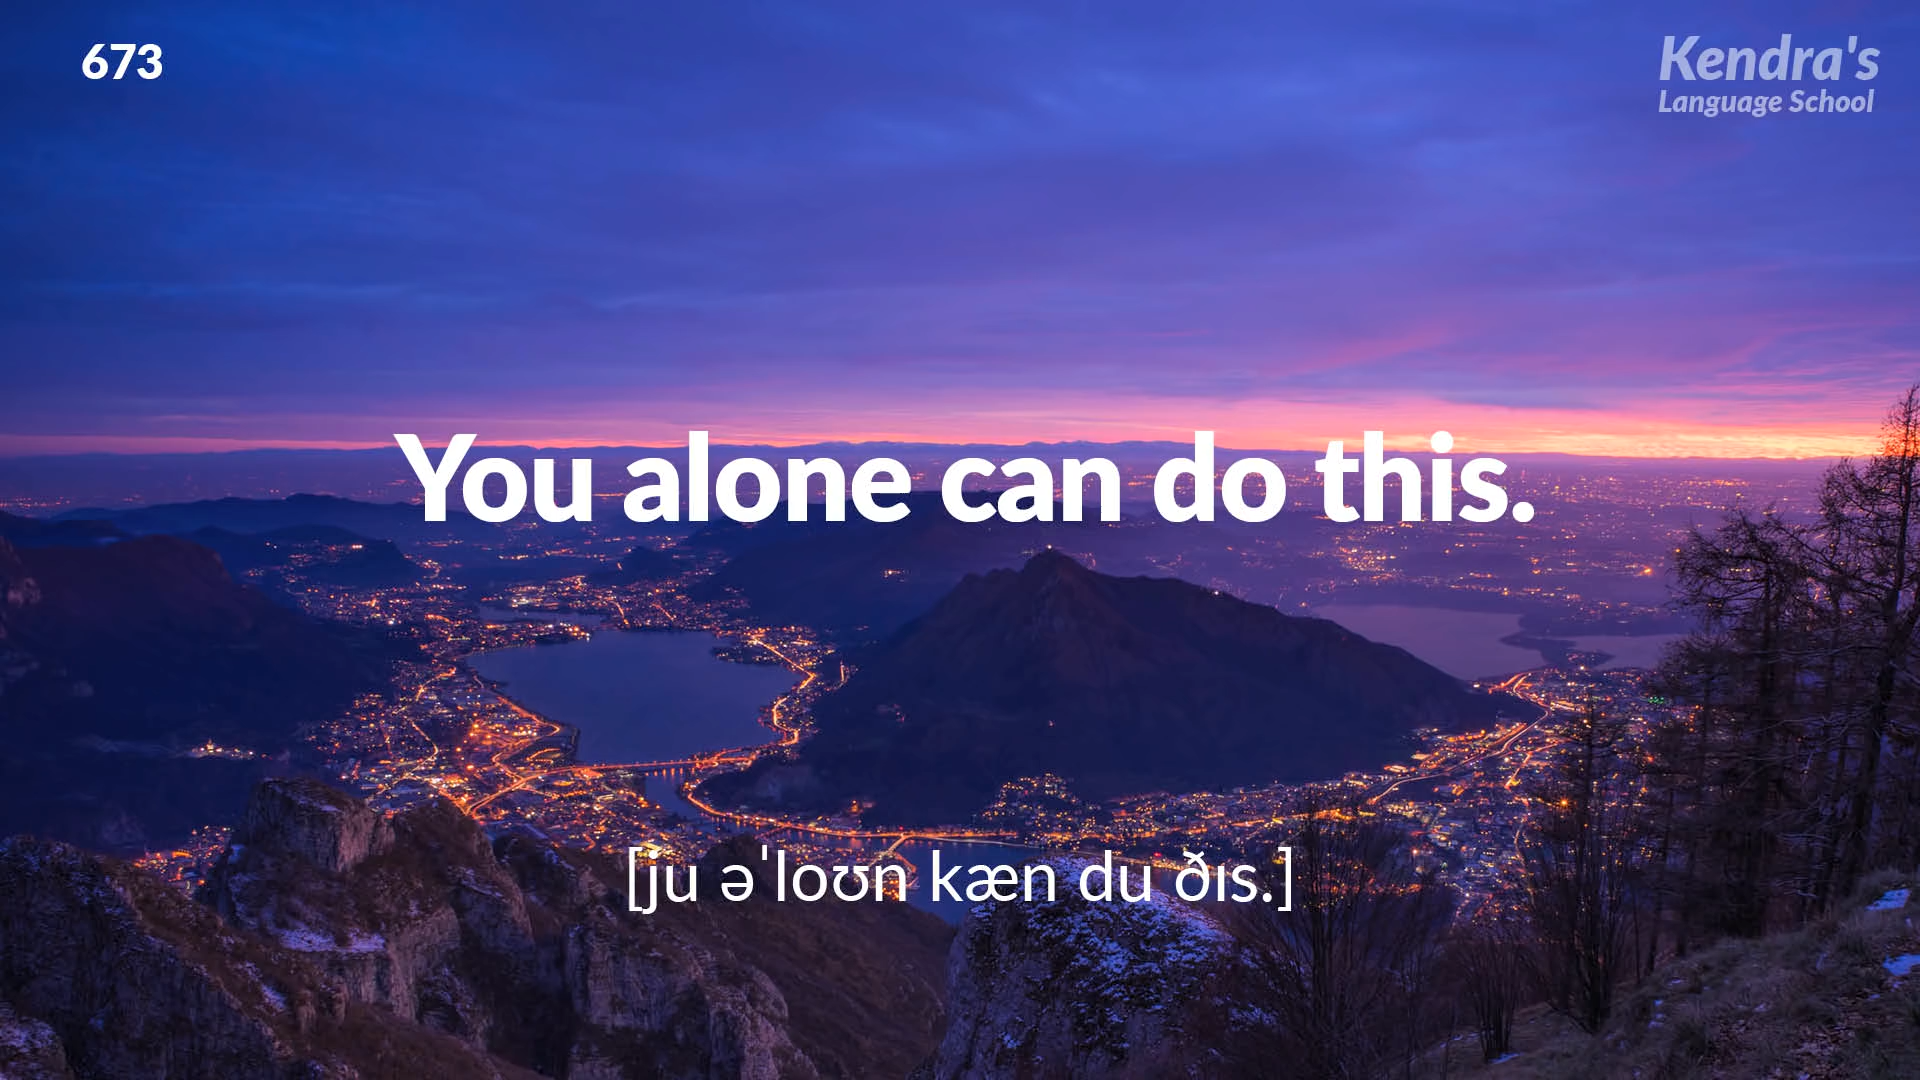 673
Kendra's
Language School
You alone can do this.
[ju əˈloʊn kæn du ðɪs.]